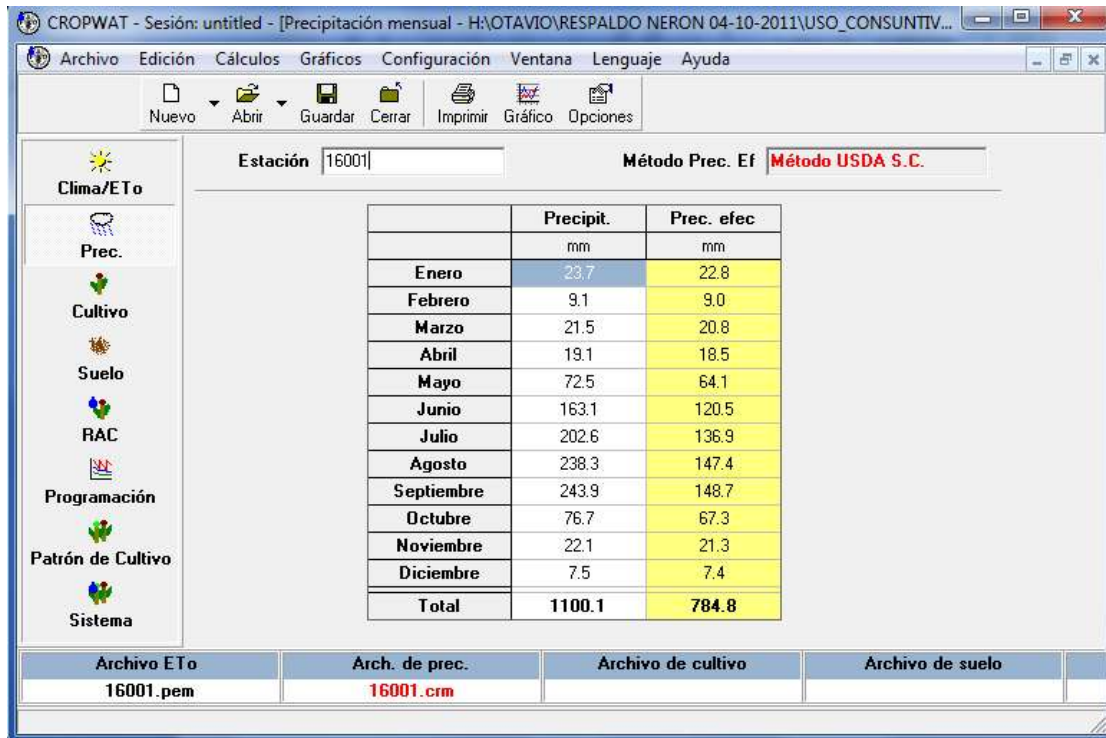 CROPWAT - Sesión: untitled - [Precipitación mensual - H:\OTAVIO\RESPALDO NERON 04-10-2011\USO_CONSUNTIV...
Archivo Edición Cálculos Gráficos Configuración Ventana Lenguaje Ayuda
Nuevo Abrir Guardar Cerrar Imprimir Gráfico Opciones
Estación 16001 Método Prec. Ef Método USDA S.C.
Clima/ETo
Prec.
Cultivo
Suelo
RAC
Programación
Patrón de Cultivo
Sistema
Precipit. Prec. efec
mm mm
Enero 23.7 22.8
Febrero 9.1 9.0
Marzo 21.5 20.8
Abril 19.1 18.5
Mayo 72.5 64.1
Junio 163.1 120.5
Julio 202.6 136.9
Agosto 238.3 147.4
Septiembre 243.9 148.7
Octubre 76.7 67.3
Noviembre 22.1 21.3
Diciembre 7.5 7.4
Total 1100.1 784.8
Archivo ETo Arch. de prec. Archivo de cultivo Archivo de suelo
16001.pem 16001.crm